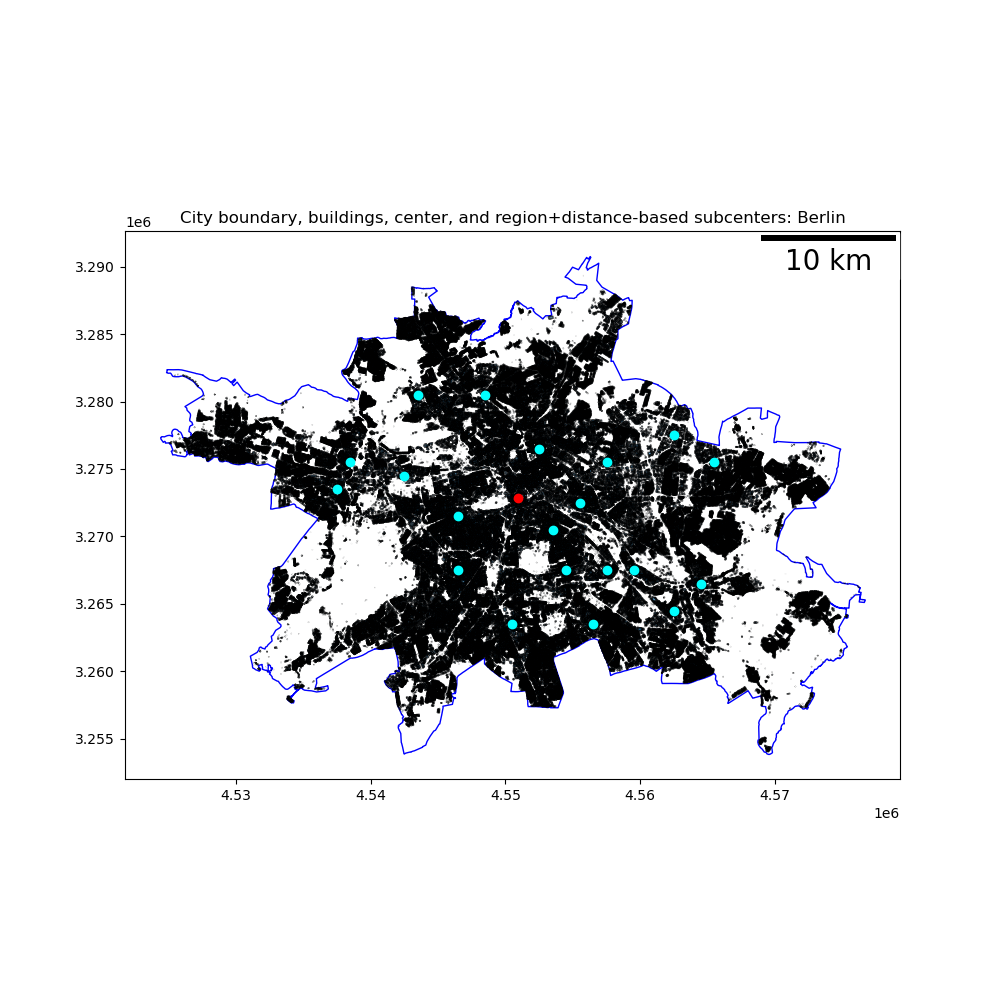 City boundary, buildings, center, and region+distance-based subcenters: Berlin
1e6
10 km
3.290
3.285
3.280
3.275
3.270
3.265
3.260
3.255
4.53 4.54 4.55 4.56 4.57
1e6